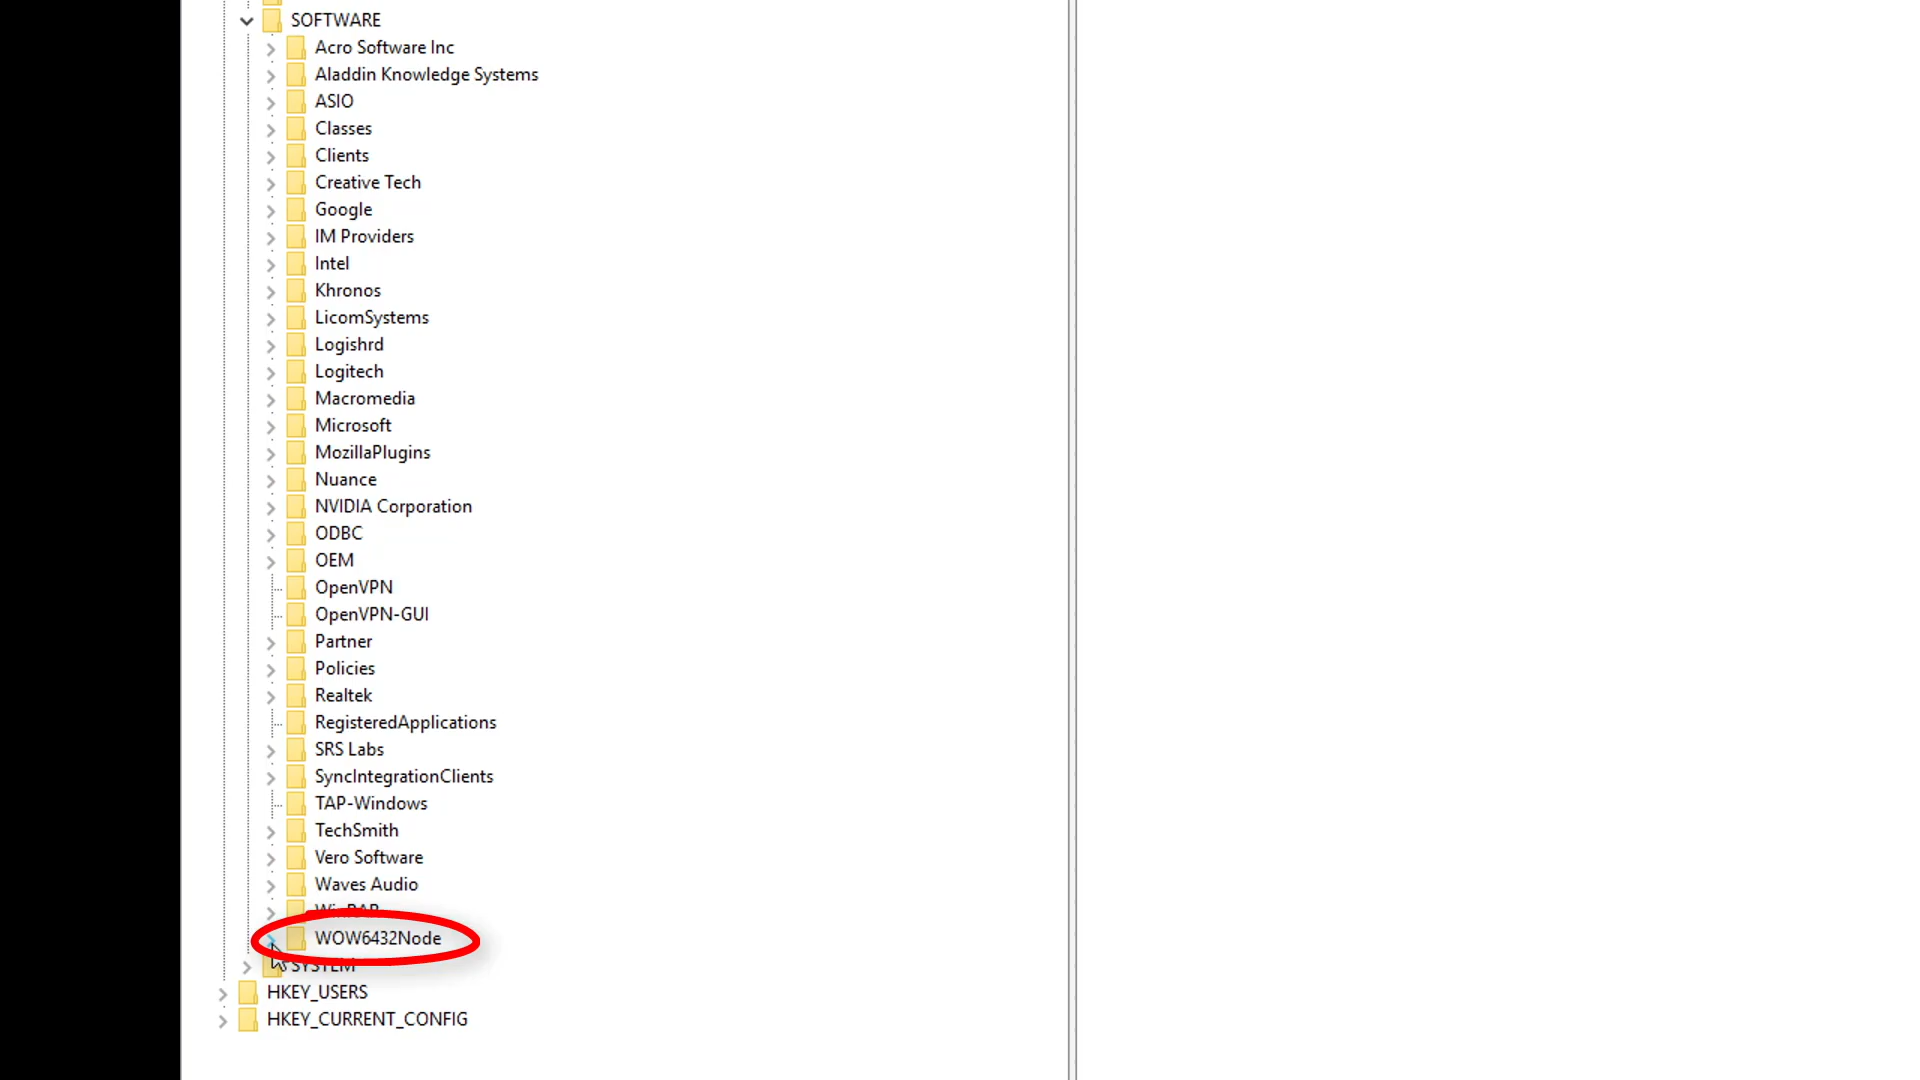 SOFTWARE
Acro Software Inc
Aladdin Knowledge Systems
ASIO
Classes
Clients
Creative Tech
Google
IM Providers
Intel
Khronos
LicomSystems
Logishrd
Logitech
Macromedia
Microsoft
MozillaPlugins
Nuance
NVIDIA Corporation
ODBC
OEM
OpenVPN
OpenVPN-GUI
Partner
Policies
Realtek
RegisteredApplications
SRS Labs
SyncIntegrationClients
TAP-Windows
TechSmith
Vero Software
Waves Audio
WinRAR
WOW6432Node
SYSTEM
HKEY_USERS
HKEY_CURRENT_CONFIG